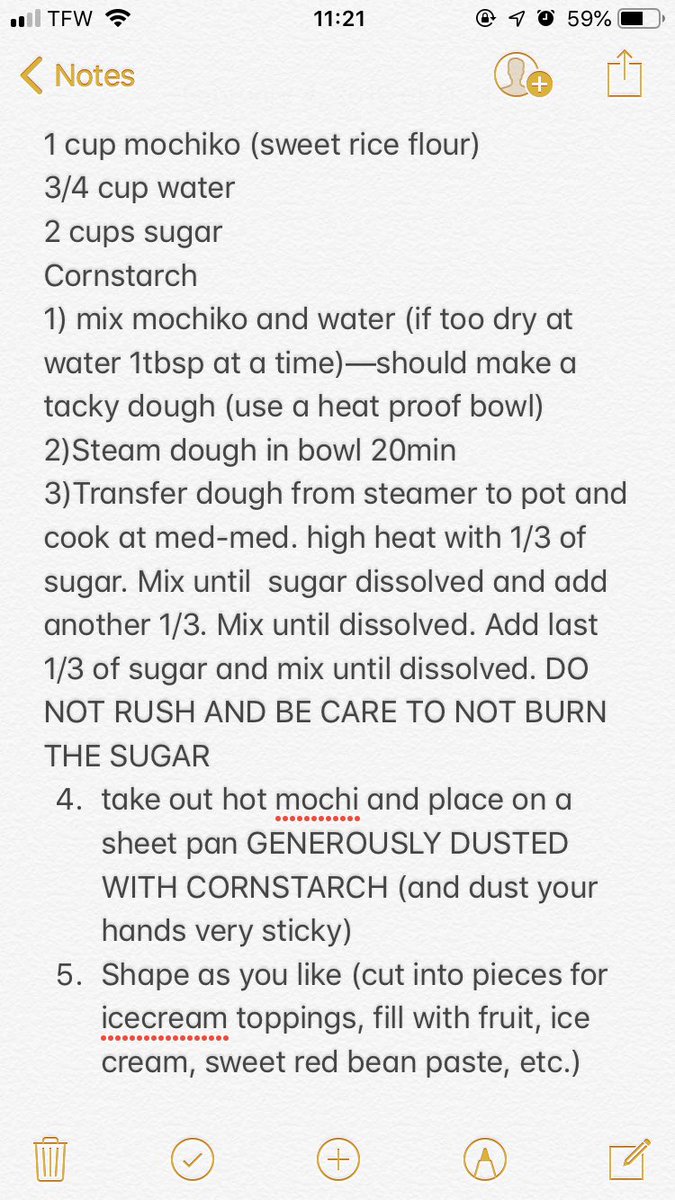 TFW 11:21 59%
Notes
1 cup mochiko (sweet rice flour)
3/4 cup water
2 cups sugar
Cornstarch
1) mix mochiko and water (if too dry at
water 1tbsp at a time)—should make a
tacky dough (use a heat proof bowl)
2)Steam dough in bowl 20min
3)Transfer dough from steamer to pot and
cook at med-med. high heat with 1/3 of
sugar. Mix until  sugar dissolved and add
another 1/3. Mix until dissolved. Add last
1/3 of sugar and mix until dissolved. DO
NOT RUSH AND BE CARE TO NOT BURN
THE SUGAR
4. take out hot mochi and place on a
sheet pan GENEROUSLY DUSTED
WITH CORNSTARCH (and dust your
hands very sticky)
5. Shape as you like (cut into pieces for
icecream toppings, fill with fruit, ice
cream, sweet red bean paste, etc.)